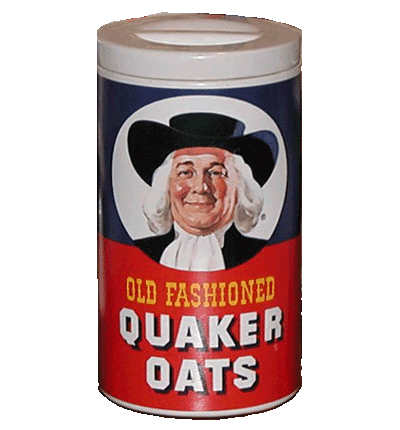 ®
OLD FASHIONED
QUAKER
OATS